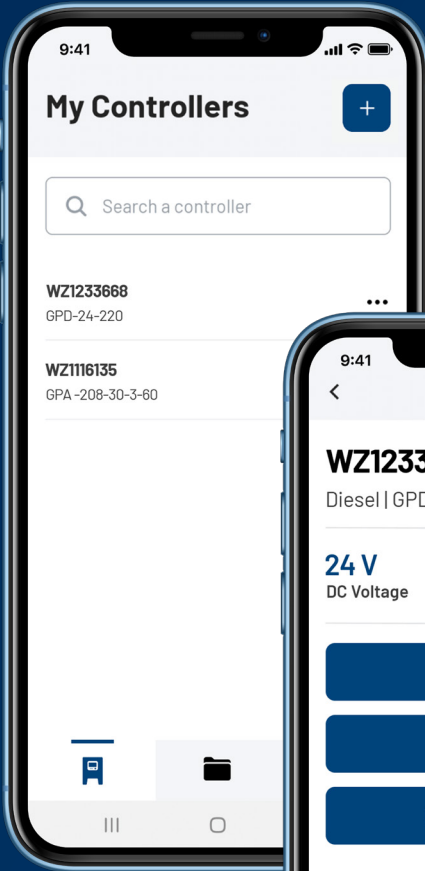 9:41
My Controllers
+
Search a controller
WZ1233668
GPD-24-220
WZ1116135
GPA -208-30-3-60
9:41
WZ1233
Diesel | GPD
24 V
DC Voltage